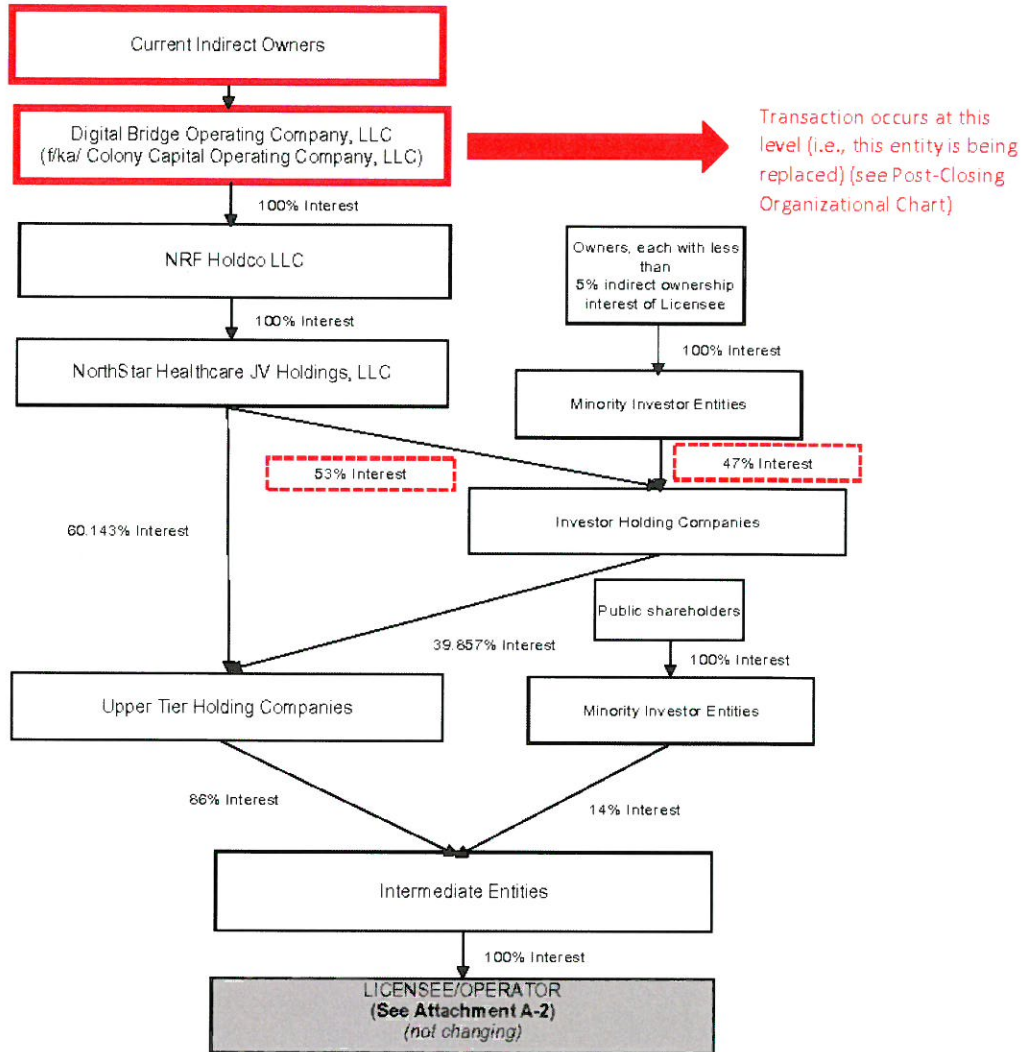 Current Indirect Owners
Digital Bridge Operating Company, LLC
(f/ka/ Colony Capital Operating Company, LLC)
Transaction occurs at this
level (i.e., this entity is being
replaced) (see Post-Closing
Organizational Chart)
100% Interest
NRF Holdco LLC
Owners, each with less
than
5% indirect ownership
interest of Licensee
100% Interest
100% Interest
NorthStar Healthcare JV Holdings, LLC
Minority Investor Entities
53% Interest
47% Interest
60.143% Interest
Investor Holding Companies
Public shareholders
39.857% Interest
100% Interest
Upper Tier Holding Companies
Minority Investor Entities
86% Interest
14% Interest
Intermediate Entities
100% Interest
LICENSEE/OPERATOR
(See Attachment A-2)
(not changing)